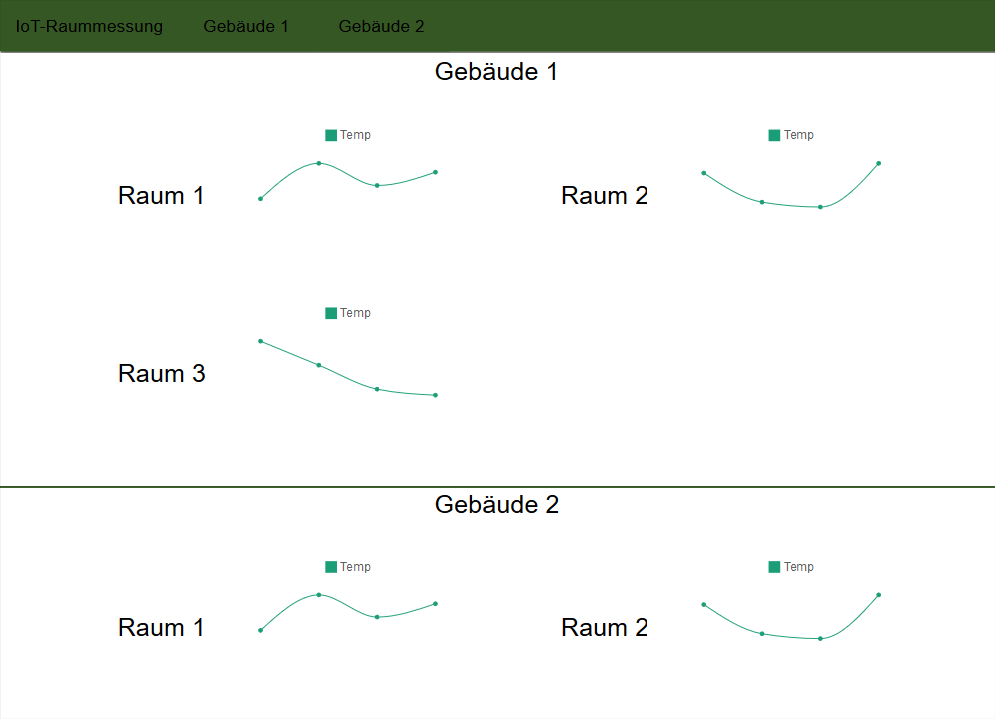 IoT-Raummessung Gebäude 1 Gebäude 2
Gebäude 1
Temp
Raum 1
Temp
Raum 2
Temp
Raum 3
Gebäude 2
Temp
Raum 1
Temp
Raum 2